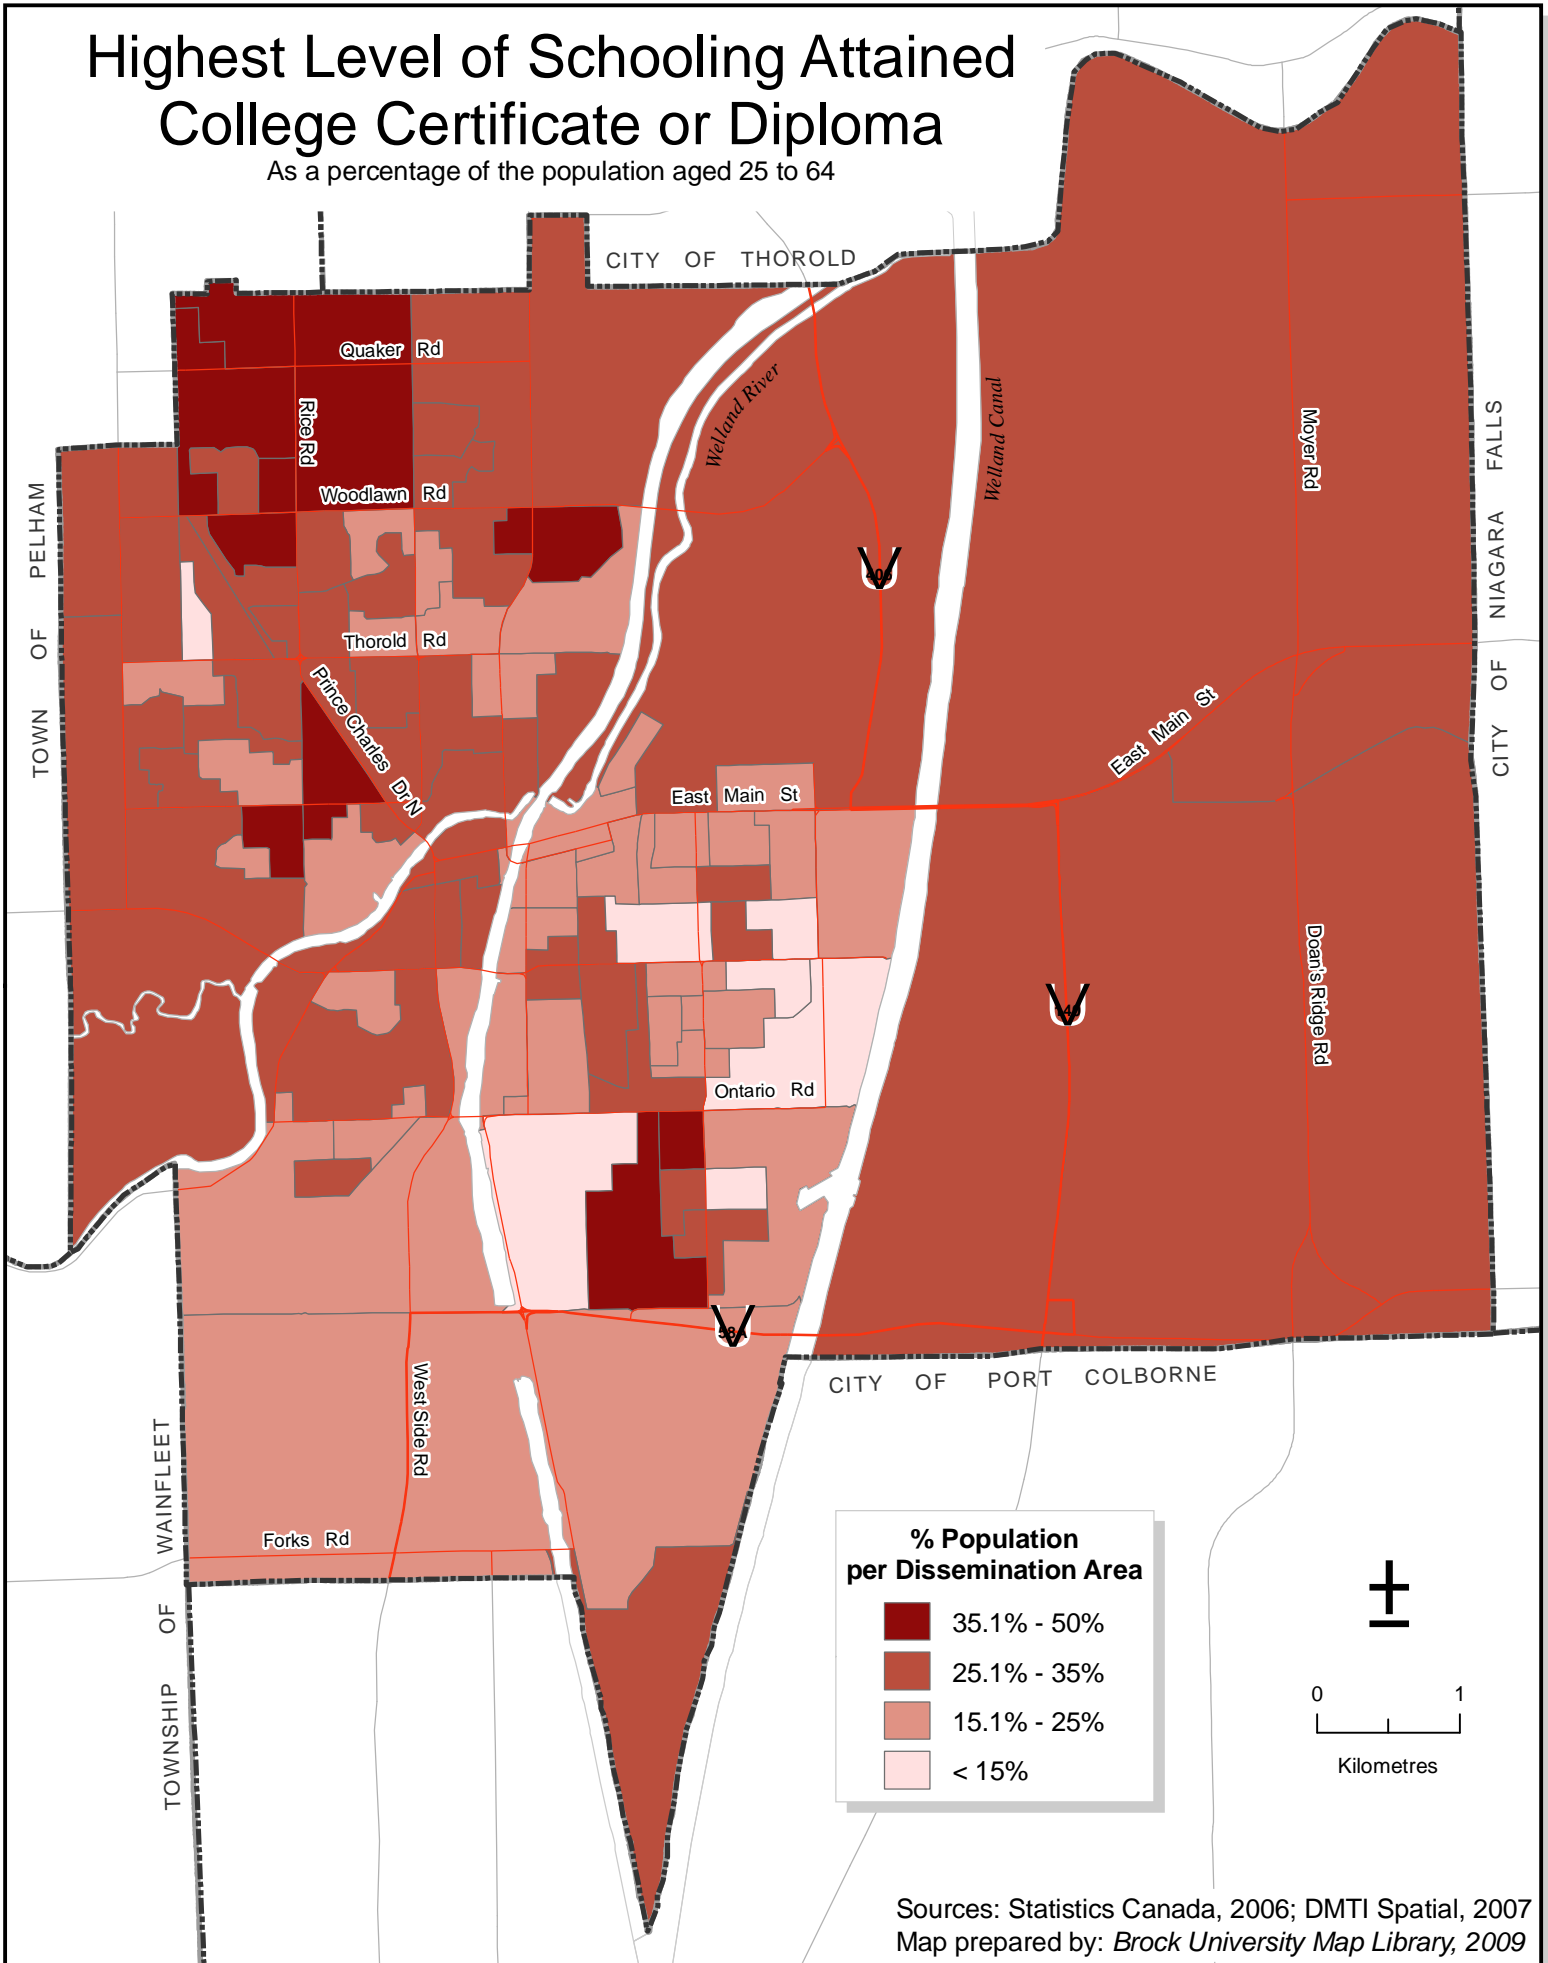 Highest Level of Schooling Attained
College Certificate or Diploma
As a percentage of the population aged 25 to 64
CITY OF THOROLD
Quaker Rd
Rice Rd
Woodlawn Rd
Welland River
Welland Canal
Moyer Rd
CITY OF NIAGARA FALLS
TOWN OF PELHAM
406
Thorold Rd
Prince Charles Dr N
East Main St
East Main St
Doan's Ridge Rd
140
Ontario Rd
58A
CITY OF PORT COLBORNE
West Side Rd
Forks Rd
TOWNSHIP OF WAINFLEET
% Population
per Dissemination Area
35.1% - 50%
25.1% - 35%
15.1% - 25%
< 15%
±
0 1
Kilometres
Sources: Statistics Canada, 2006; DMTI Spatial, 2007
Map prepared by: Brock University Map Library, 2009